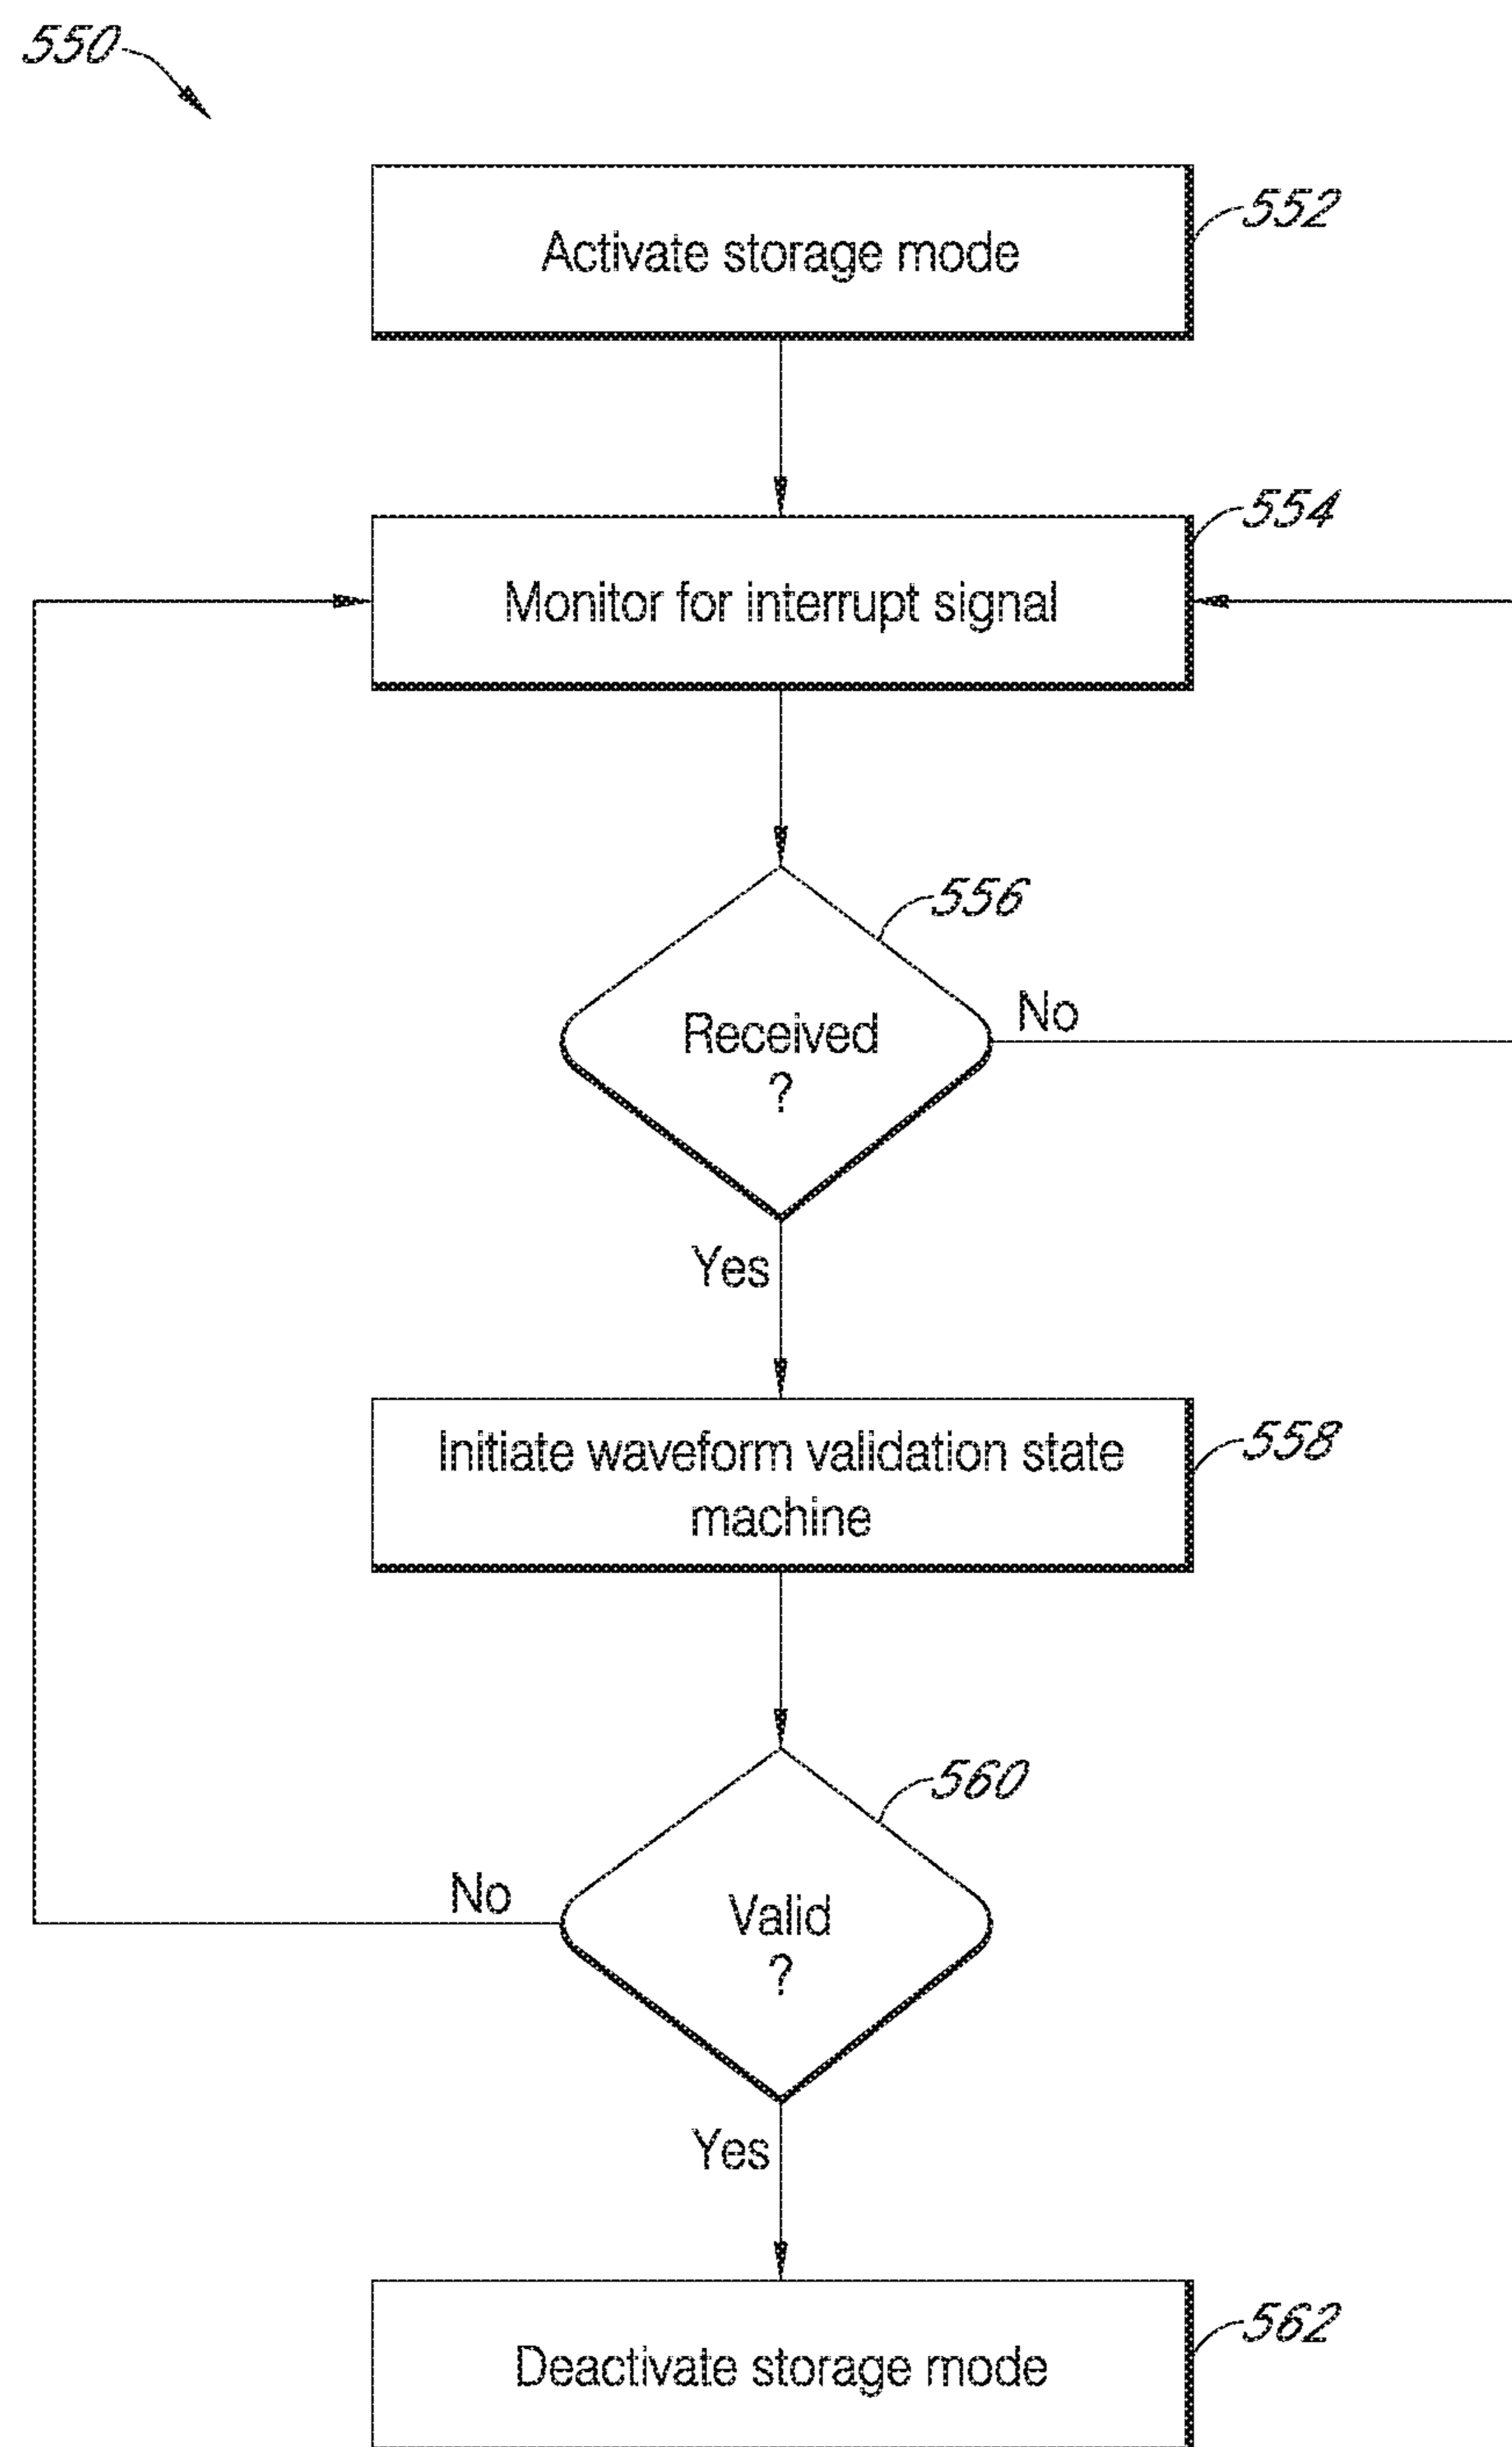 550
Activate storage mode
552
Monitor for interrupt signal
554
556
Received
?
No
Yes
Initiate waveform validation state
machine
558
560
Valid
?
No
Yes
Deactivate storage mode
562